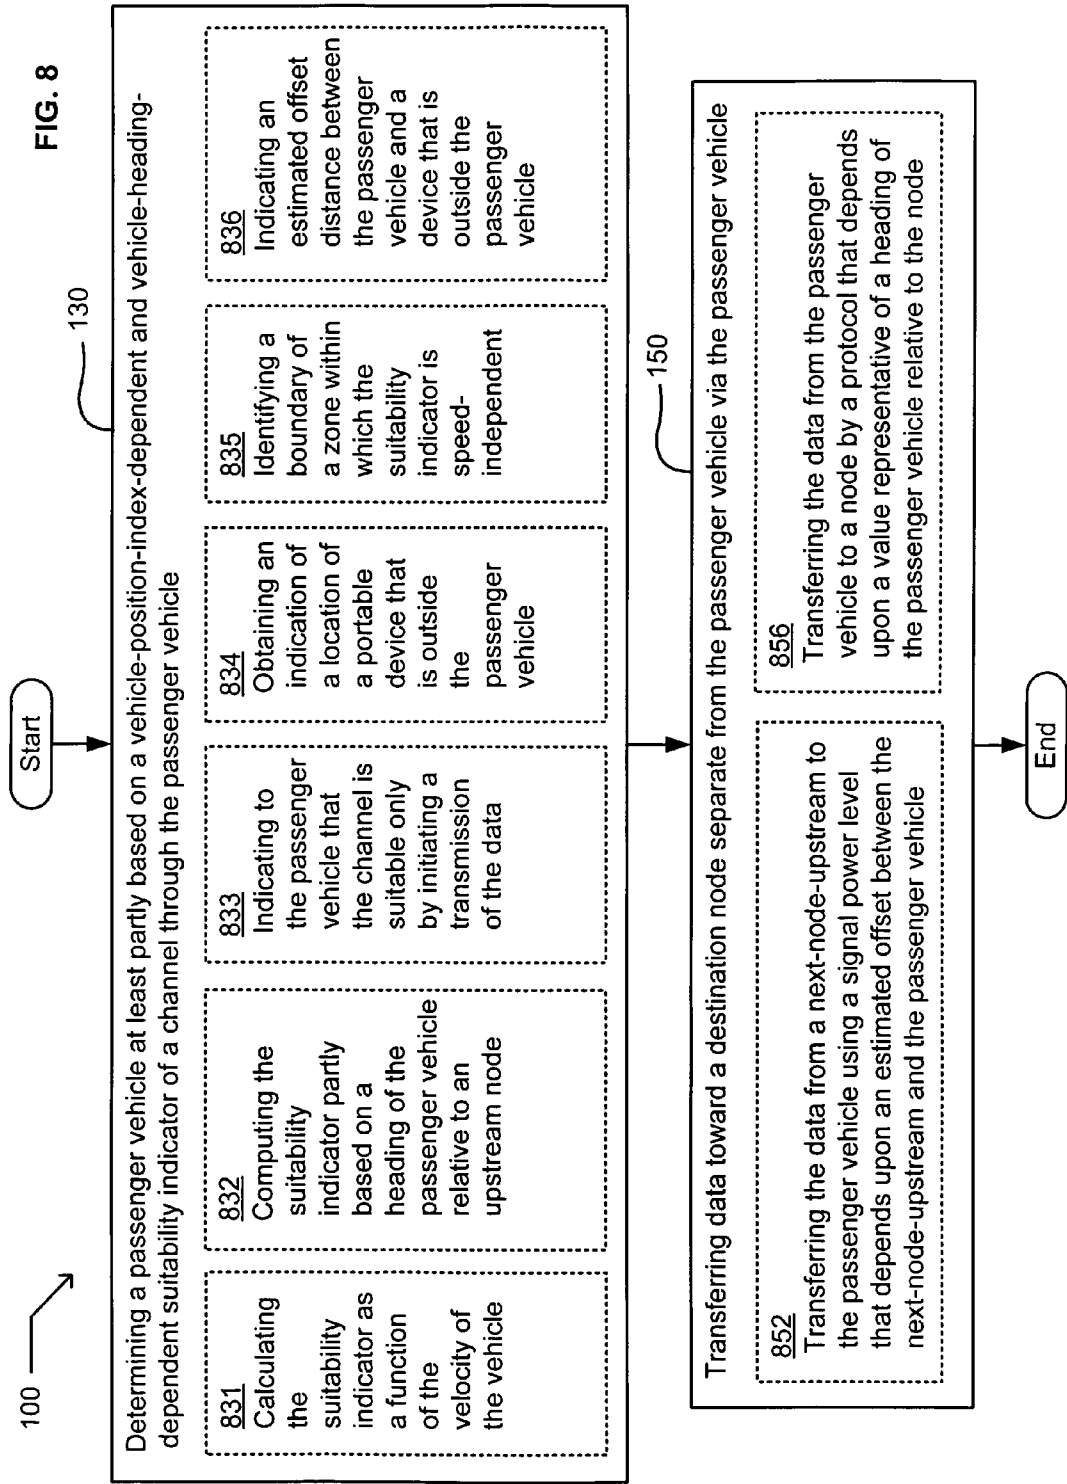 FIG. 8
100
Start
130
Determining a passenger vehicle at least partly based on a vehicle-position-index-dependent and vehicle-heading-
dependent suitability indicator of a channel through the passenger vehicle
831
Calculating
the
suitability
indicator as
a function
of the
velocity of
the vehicle
832
Computing the
suitability
indicator partly
based on a
heading of the
passenger vehicle
relative to an
upstream node
833
Indicating to
the passenger
vehicle that
the channel is
suitable only
by initiating a
transmission
of the data
834
Obtaining an
indication of
a location of
a portable
device that
is outside
the
passenger
vehicle
835
Identifying a
boundary of
a zone within
which the
suitability
indicator is
speed-
independent
836
Indicating an
estimated offset
distance between
the passenger
vehicle and a
device that is
outside the
passenger
vehicle
150
Transferring data toward a destination node separate from the passenger vehicle via the passenger vehicle
852
Transferring the data from a next-node-upstream to
the passenger vehicle using a signal power level
that depends upon an estimated offset between the
next-node-upstream and the passenger vehicle
856
Transferring the data from the passenger
vehicle to a node by a protocol that depends
upon a value representative of a heading of
the passenger vehicle relative to the node
End